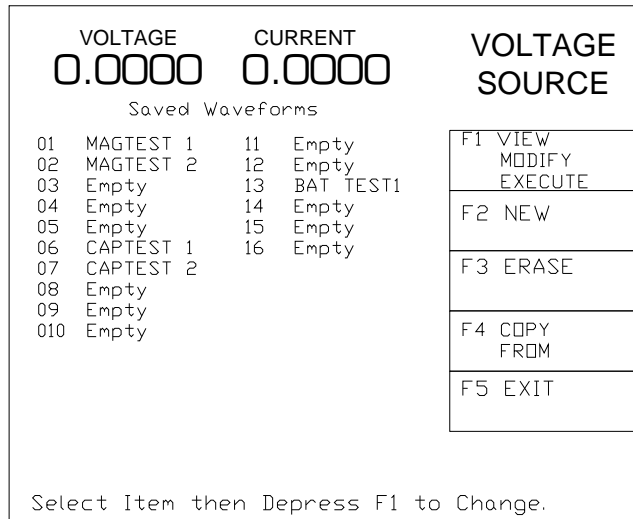 VOLTAGE CURRENT
0.0000 0.0000
VOLTAGE
SOURCE
Saved Waveforms
01 MAGTEST 1
02 MAGTEST 2
03 Empty
04 Empty
05 Empty
06 CAPTEST 1
07 CAPTEST 2
08 Empty
09 Empty
010 Empty
11 Empty
12 Empty
13 BAT TEST1
14 Empty
15 Empty
16 Empty
F1 VIEW
MODIFY
EXECUTE
F2 NEW
F3 ERASE
F4 COPY
FROM
F5 EXIT
Select Item then Depress F1 to Change.